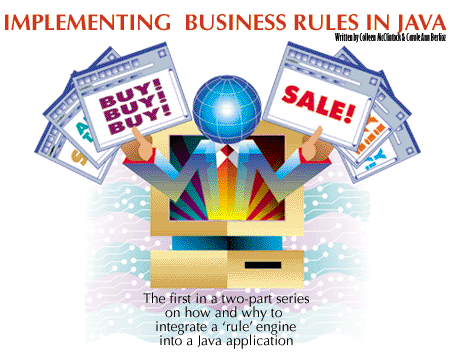 IMPLEMENTING BUSINESS RULES IN JAVA
Written by Colleen McClintock & Carole Ann Berlioz
BUY!
BUY!
BUY!
SALE!
The first in a two-part series
on how and why to
integrate a ‘rule’ engine
into a Java application